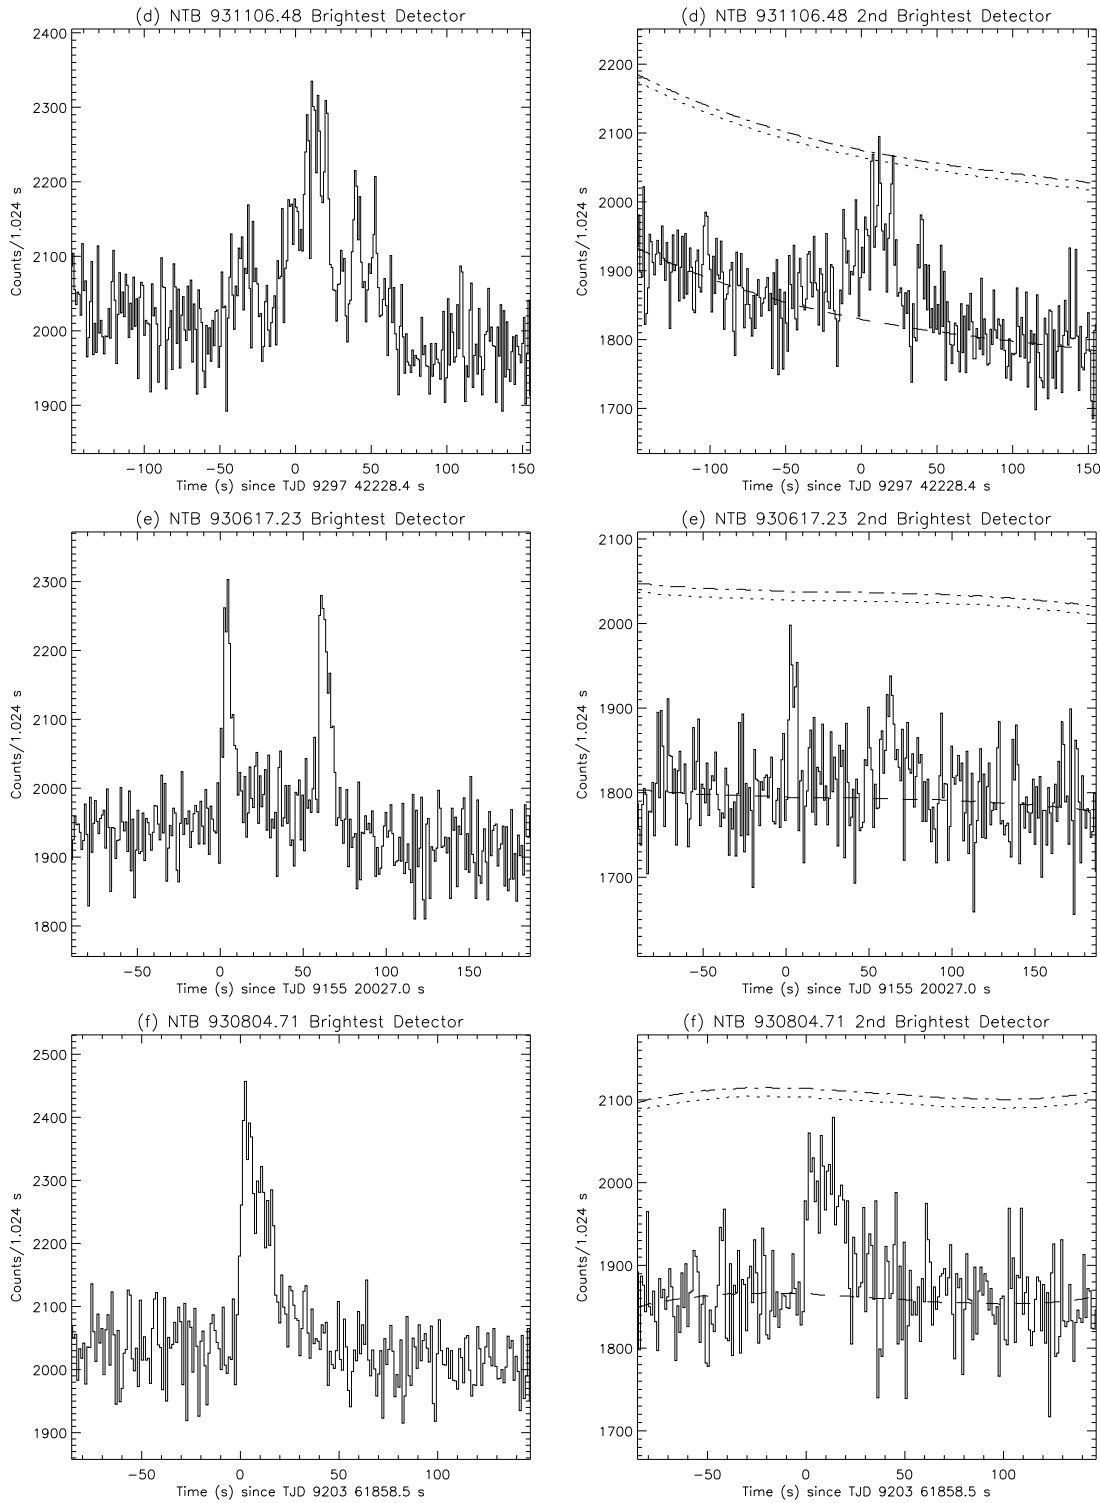 (d) NTB 931106.48 Brightest Detector
2400
2300
2200
2100
2000
1900
Counts/1.024 s
−100 −50 0 50 100 150
Time (s) since TJD 9297 42228.4 s
(d) NTB 931106.48 2nd Brightest Detector
2200
2100
2000
1900
1800
1700
Counts/1.024 s
−100 −50 0 50 100 150
Time (s) since TJD 9297 42228.4 s
(e) NTB 930617.23 Brightest Detector
2300
2200
2100
2000
1900
1800
Counts/1.024 s
−50 0 50 100 150
Time (s) since TJD 9155 20027.0 s
(e) NTB 930617.23 2nd Brightest Detector
2100
2000
1900
1800
1700
Counts/1.024 s
−50 0 50 100 150
Time (s) since TJD 9155 20027.0 s
(f) NTB 930804.71 Brightest Detector
2500
2400
2300
2200
2100
2000
1900
Counts/1.024 s
−50 0 50 100
Time (s) since TJD 9203 61858.5 s
(f) NTB 930804.71 2nd Brightest Detector
2100
2000
1900
1800
1700
Counts/1.024 s
−50 0 50 100
Time (s) since TJD 9203 61858.5 s